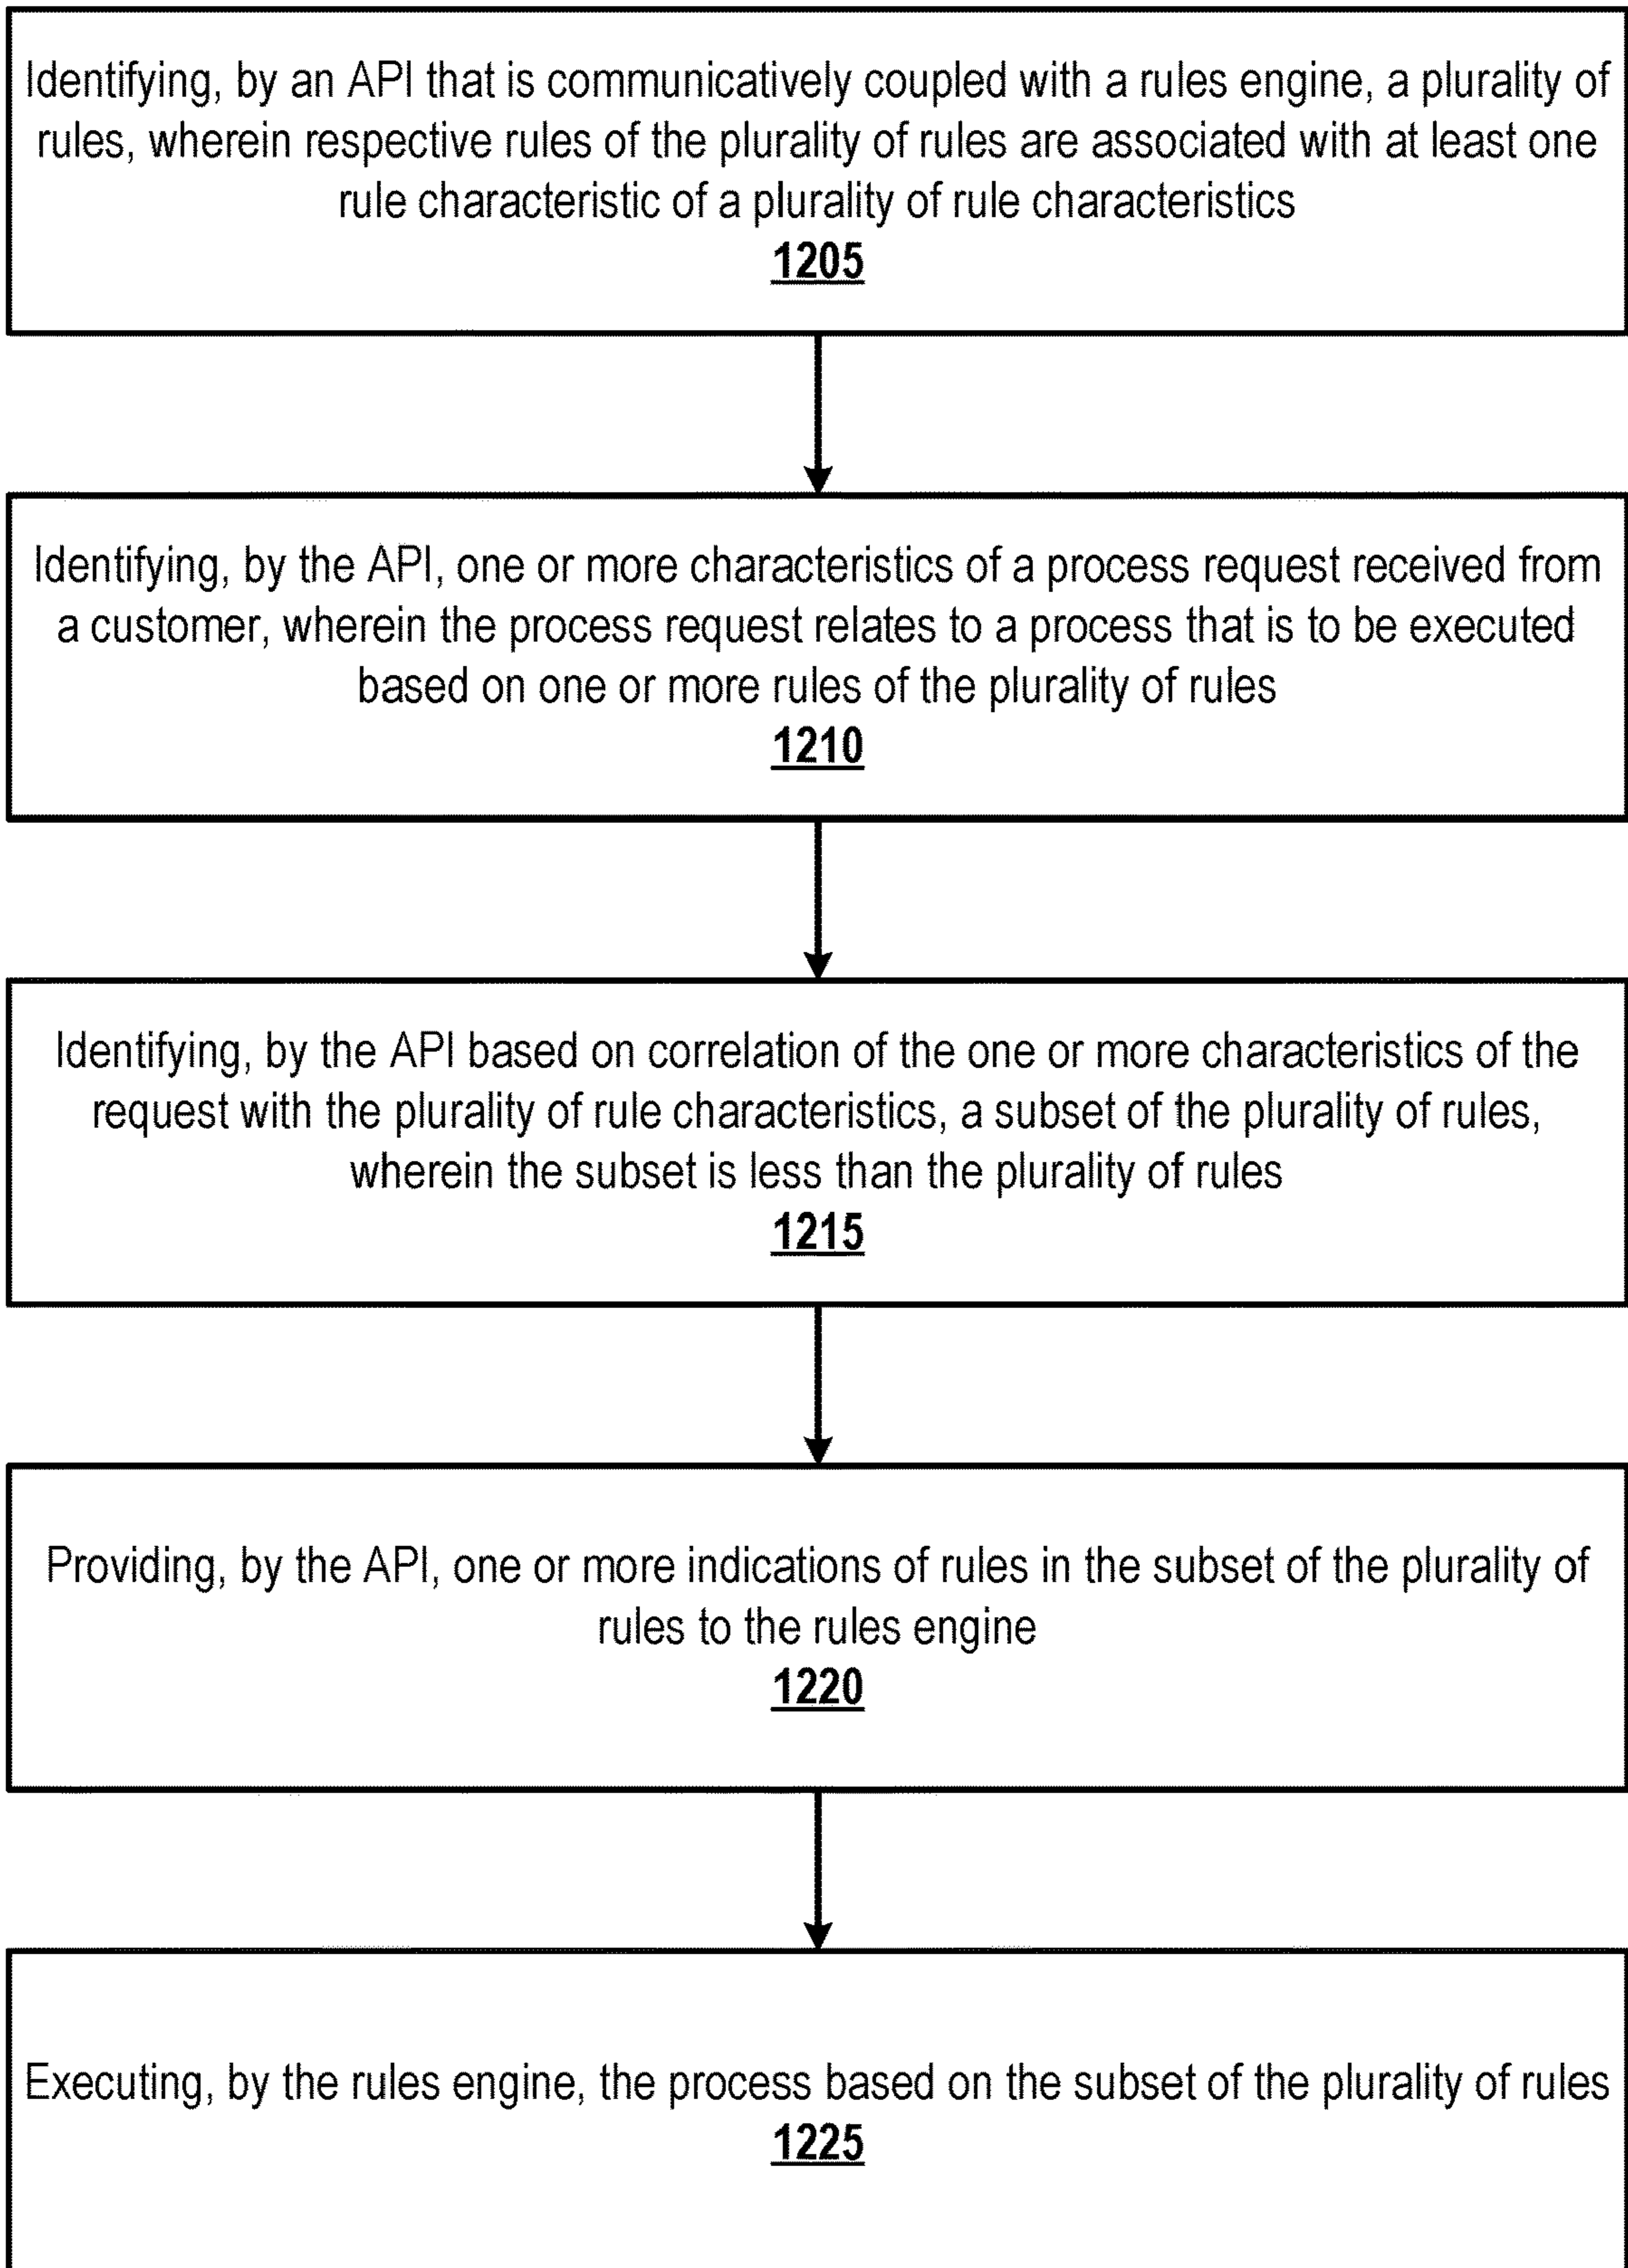 Identifying, by an API that is communicatively coupled with a rules engine, a plurality of
rules, wherein respective rules of the plurality of rules are associated with at least one
rule characteristic of a plurality of rule characteristics
1205
Identifying, by the API, one or more characteristics of a process request received from
a customer, wherein the process request relates to a process that is to be executed
based on one or more rules of the plurality of rules
1210
Identifying, by the API based on correlation of the one or more characteristics of the
request with the plurality of rule characteristics, a subset of the plurality of rules,
wherein the subset is less than the plurality of rules
1215
Providing, by the API, one or more indications of rules in the subset of the plurality of
rules to the rules engine
1220
Executing, by the rules engine, the process based on the subset of the plurality of rules
1225